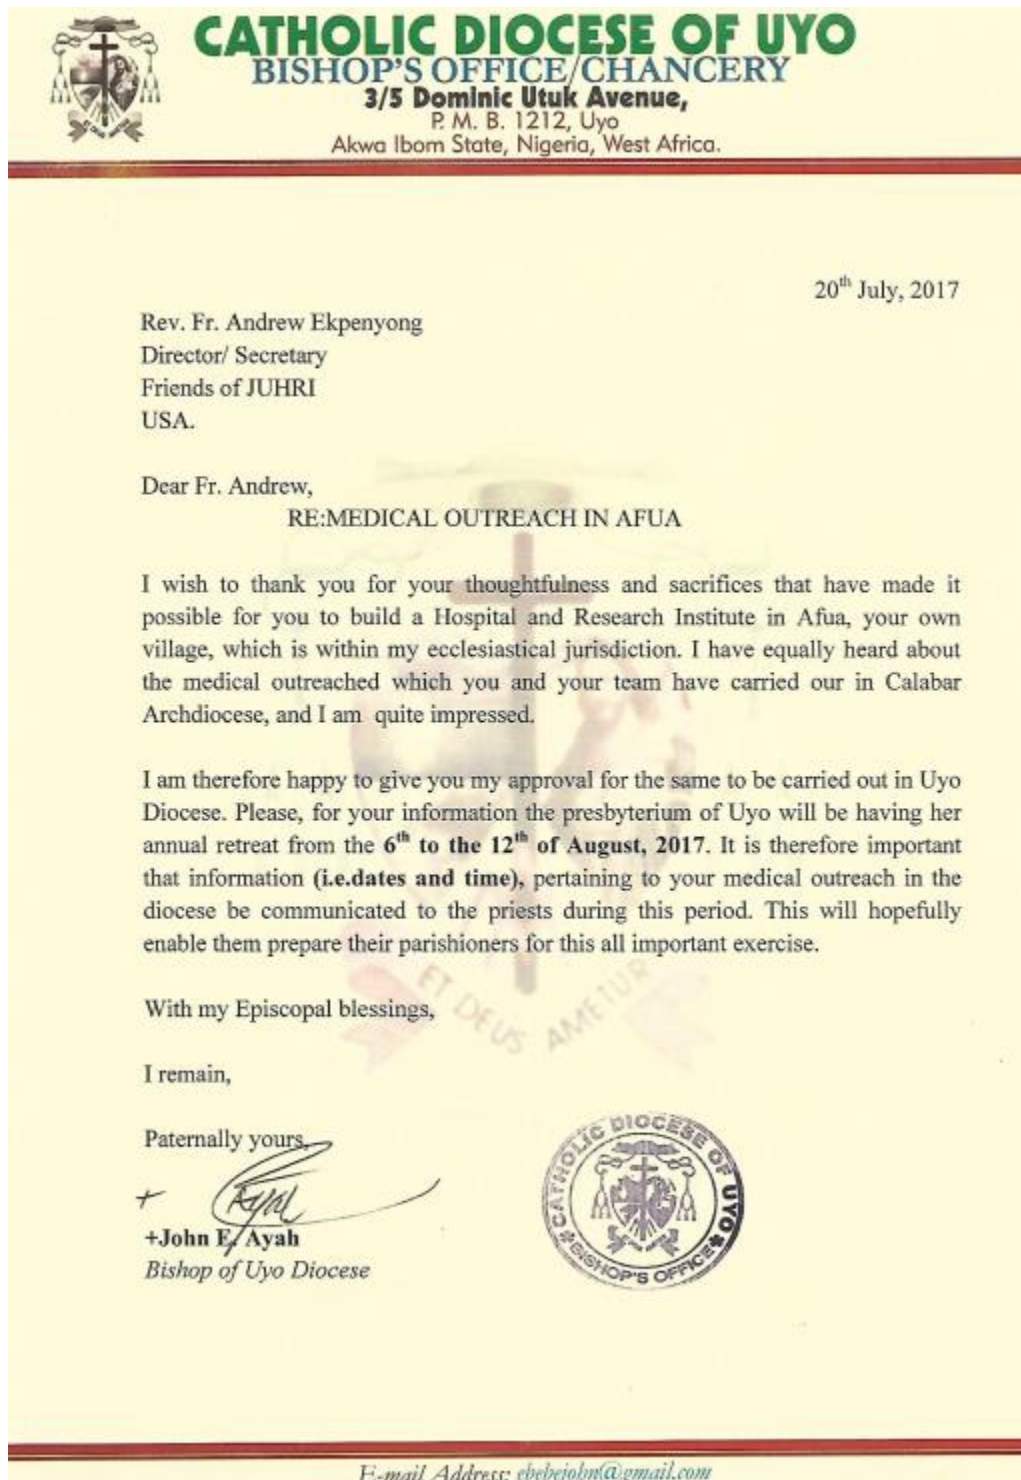 CATHOLIC DIOCESE OF UYO
BISHOP'S OFFICE/CHANCERY
3/5 Dominic Utuk Avenue,
P. M. B. 1212, Uyo
Akwa Ibom State, Nigeria, West Africa.
20th July, 2017
Rev. Fr. Andrew Ekpenyong
Director/ Secretary
Friends of JUHRI
USA.
Dear Fr. Andrew,
RE:MEDICAL OUTREACH IN AFUA
I wish to thank you for your thoughtfulness and sacrifices that have made it
possible for you to build a Hospital and Research Institute in Afua, your own
village, which is within my ecclesiastical jurisdiction. I have equally heard about
the medical outreached which you and your team have carried our in Calabar
Archdiocese, and I am quite impressed.
I am therefore happy to give you my approval for the same to be carried out in Uyo
Diocese. Please, for your information the presbyterium of Uyo will be having her
annual retreat from the 6th to the 12th of August, 2017. It is therefore important
that information (i.e.dates and time), pertaining to your medical outreach in the
diocese be communicated to the priests during this period. This will hopefully
enable them prepare their parishioners for this all important exercise.
ET DEUS AMETUR
With my Episcopal blessings,
I remain,
Paternally yours,
+John E. Ayah
Bishop of Uyo Diocese
CATHOLIC DIOCESE OF UYO
BISHOP'S OFFICE
E-mail Address: ebebejohn@gmail.com